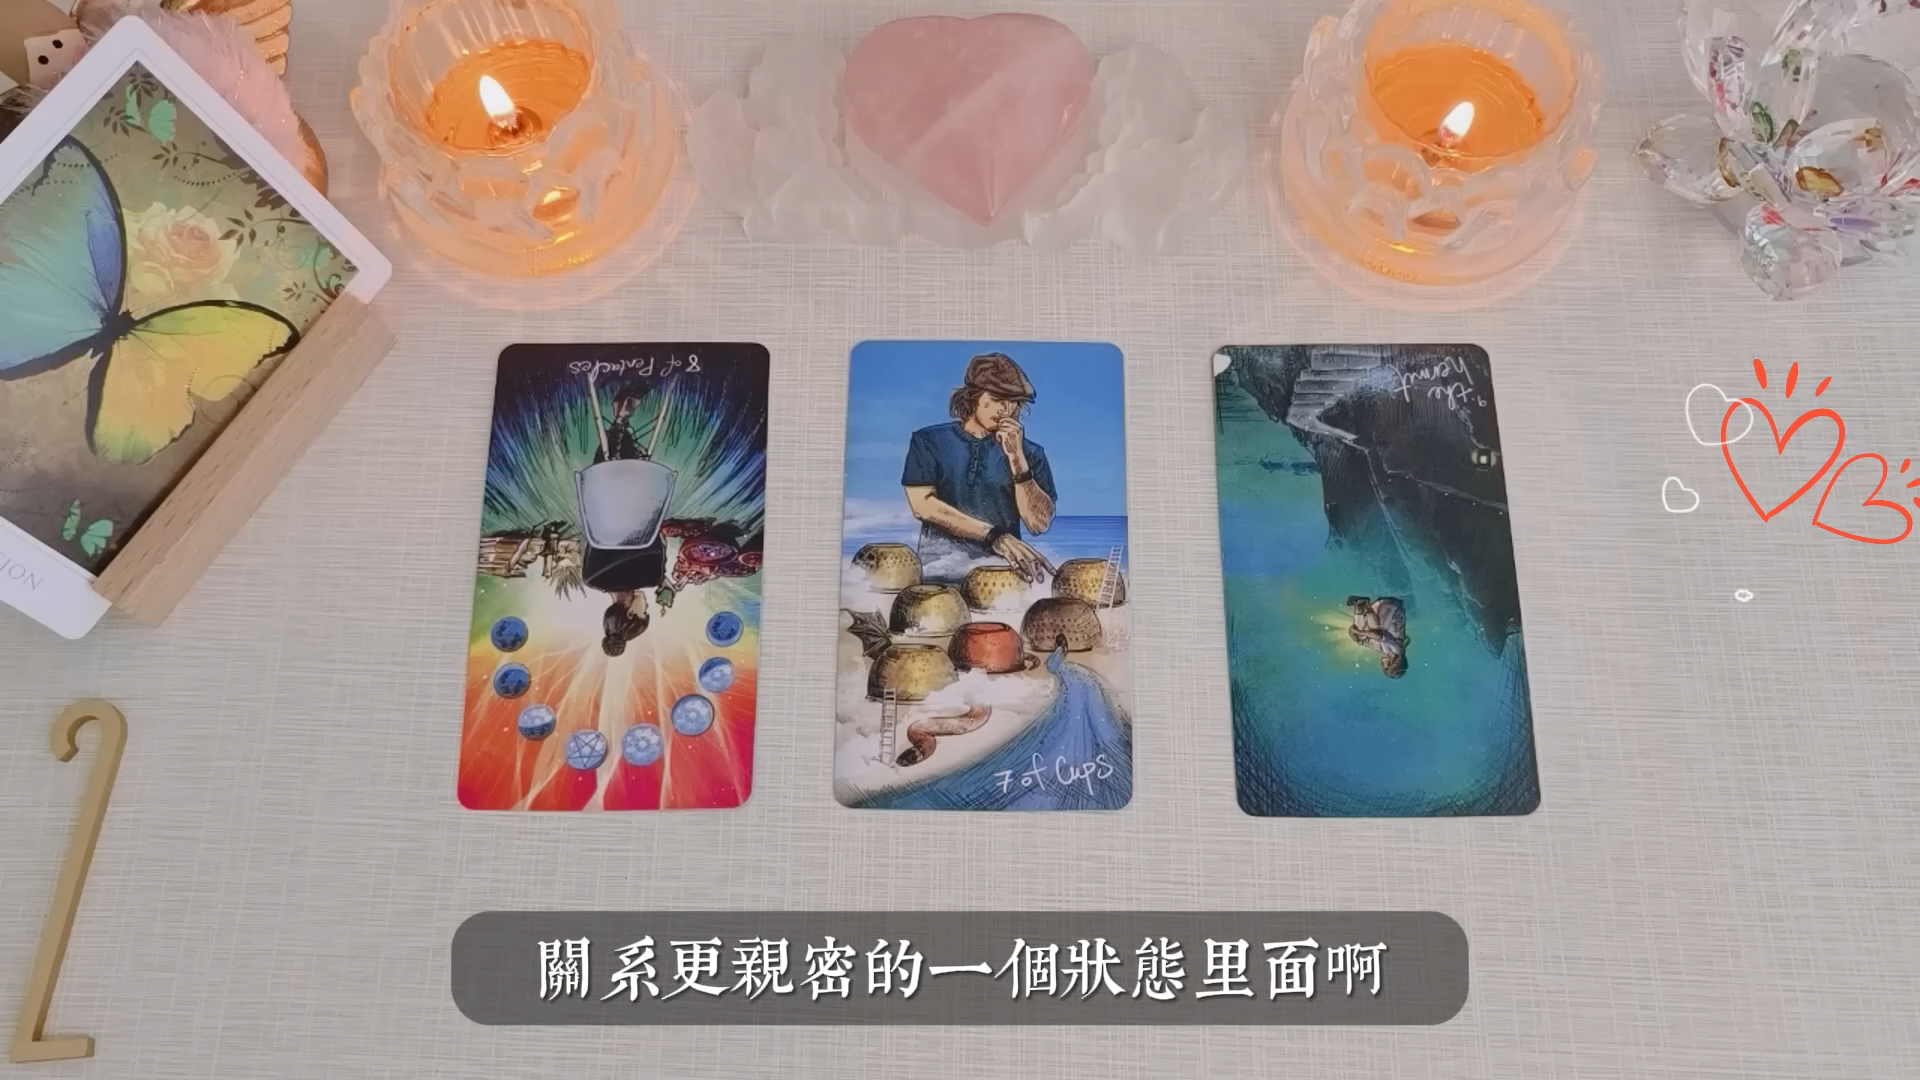 8 of Pentacles
9. the
hermit
7 of Cups
2
關系更親密的一個狀態里面啊